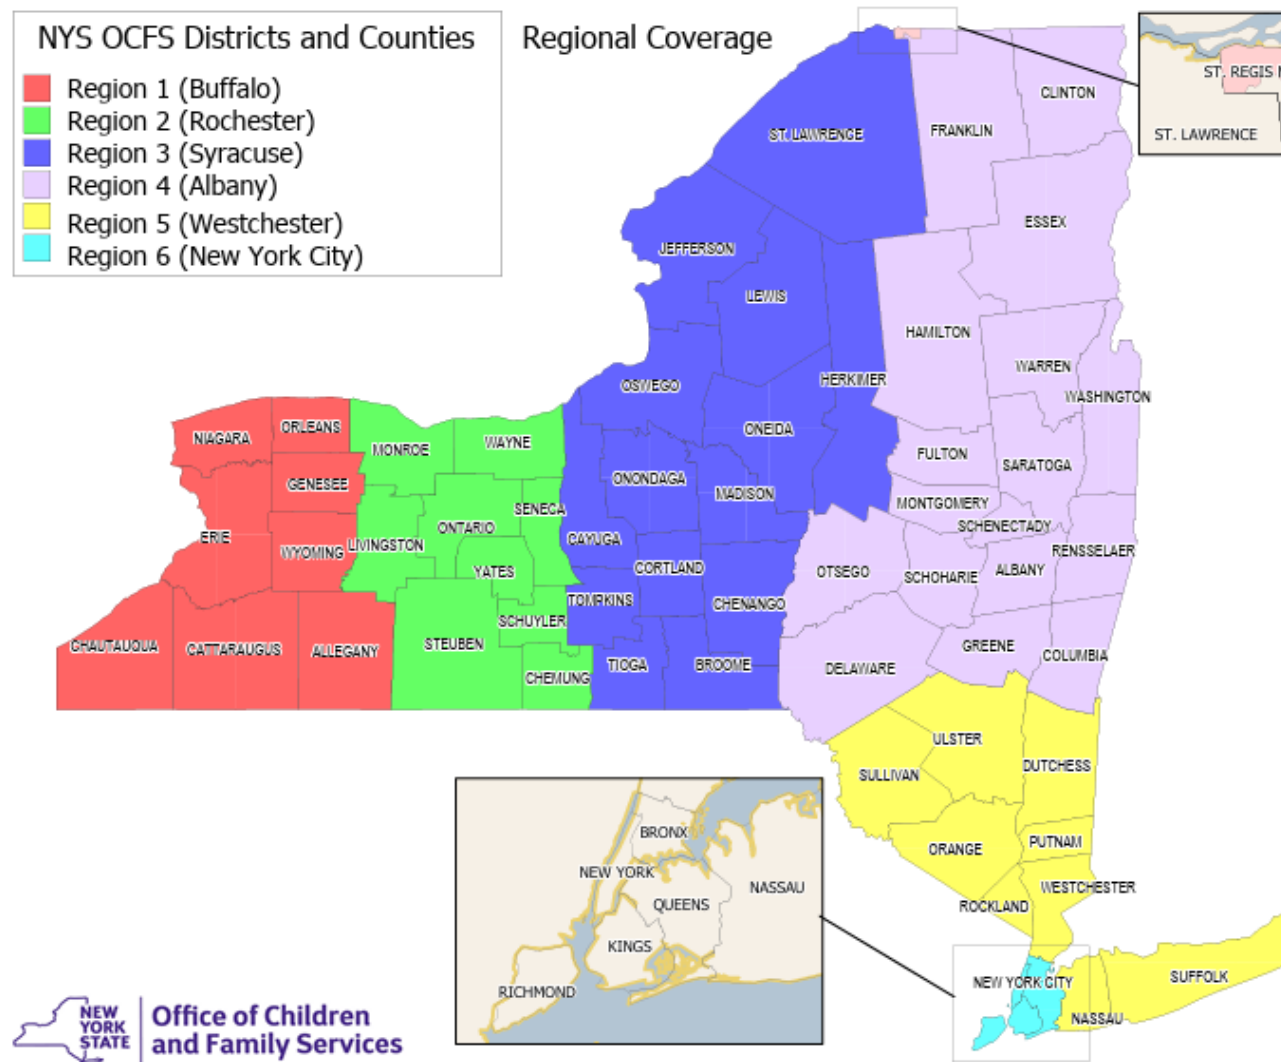 NYS OCFS Districts and Counties
Regional Coverage
Region 1 (Buffalo)
Region 2 (Rochester)
Region 3 (Syracuse)
Region 4 (Albany)
Region 5 (Westchester)
Region 6 (New York City)
ST. REGIS
ST. LAWRENCE
CLINTON
FRANKLIN
ST. LAWRENCE
ESSEX
JEFFERSON
LEWIS
HAMILTON
WARREN
HERKIMER
OSWEGO
WASHINGTON
ORLEANS
NIAGARA
ONEIDA
WAYNE
MONROE
FULTON
SARATOGA
ONONDAGA
GENESEE
MADISON
MONTGOMERY
SENECA
SCHENECTADY
ONTARIO
ERIE
CAYUGA
LIVINGSTON
WYOMING
RENSSELAER
CORTLAND
YATES
OTSEGO
SCHOHARIE
ALBANY
TOMPKINS
CHENANGO
SCHUYLER
CHAUTAUQUA
CATTARAUGUS
ALLEGANY
STEUBEN
GREENE
COLUMBIA
TIOGA
BROOME
DELAWARE
CHEMUNG
ULSTER
DUTCHESS
SULLIVAN
BRONX
PUTNAM
ORANGE
NEW YORK
NASSAU
WESTCHESTER
QUEENS
ROCKLAND
KINGS
SUFFOLK
NEW YORK CITY
RICHMOND
NASSAU
NEW
YORK
STATE
Office of Children
and Family Services